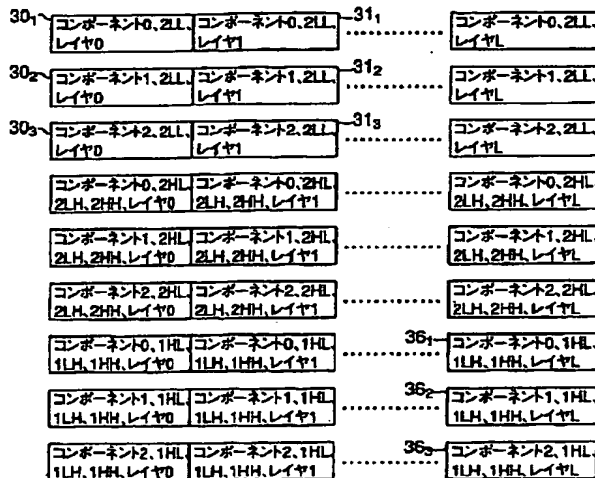 30₁ コンポーネント0、2LL、 コンポーネント0、2LL、 31₁ コンポーネント0、2LL、
レイヤ0 レイヤ1 ‥‥‥‥ レイヤL
30₂ コンポーネント1、2LL、 コンポーネント1、2LL、 31₂ コンポーネント1、2LL、
レイヤ0 レイヤ1 ‥‥‥‥ レイヤL
30₃ コンポーネント2、2LL、 コンポーネント2、2LL、 31₃ コンポーネント2、2LL、
レイヤ0 レイヤ1 ‥‥‥‥ レイヤL
コンポーネント0、2HL、 コンポーネント0、2HL、 コンポーネント0、2HL、
2LH、2HH、レイヤ0 2LH、2HH、レイヤ1 ‥‥‥‥ 2LH、2HH、レイヤL
コンポーネント1、2HL、 コンポーネント1、2HL、 コンポーネント1、2HL、
2LH、2HH、レイヤ0 2LH、2HH、レイヤ1 ‥‥‥‥ 2LH、2HH、レイヤL
コンポーネント2、2HL、 コンポーネント2、2HL、 コンポーネント2、2HL、
2LH、2HH、レイヤ0 2LH、2HH、レイヤ1 ‥‥‥‥ 2LH、2HH、レイヤL
コンポーネント0、1HL、 コンポーネント0、1HL、 36₁ コンポーネント0、1HL、
1LH、1HH、レイヤ0 1LH、1HH、レイヤ1 ‥‥‥‥ 1LH、1HH、レイヤL
コンポーネント1、1HL、 コンポーネント1、1HL、 36₂ コンポーネント1、1HL、
1LH、1HH、レイヤ0 1LH、1HH、レイヤ1 ‥‥‥‥ 1LH、1HH、レイヤL
コンポーネント2、1HL、 コンポーネント2、1HL、 36₃ コンポーネント2、1HL、
1LH、1HH、レイヤ0 1LH、1HH、レイヤ1 ‥‥‥‥ 1LH、1HH、レイヤL